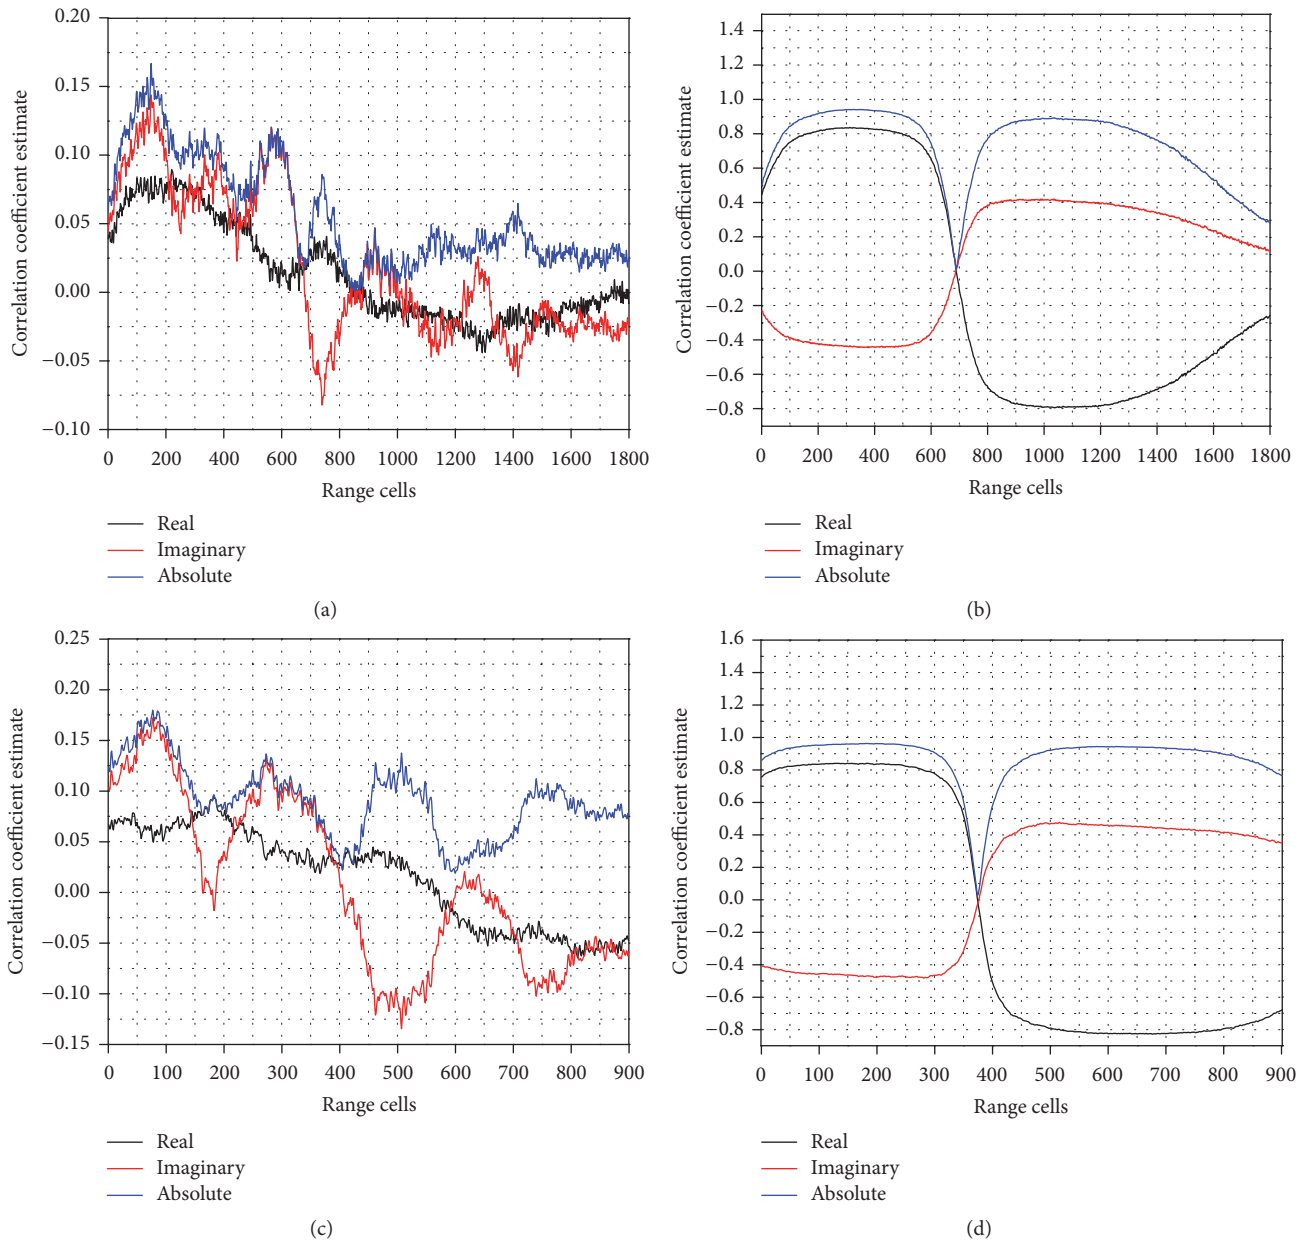 0.20
0.15
0.10
0.05
0.00
−0.05
−0.10
Correlation coefficient estimate
0 200 400 600 800 1000 1200 1400 1600 1800
Range cells
Real
Imaginary
Absolute
(a)
1.4
1.2
1.0
0.8
0.6
0.4
0.2
0.0
−0.2
−0.4
−0.6
−0.8
Correlation coefficient estimate
0 200 400 600 800 1000 1200 1400 1600 1800
Range cells
Real
Imaginary
Absolute
(b)
0.25
0.20
0.15
0.10
0.05
0.00
−0.05
−0.10
−0.15
Correlation coefficient estimate
0 100 200 300 400 500 600 700 800 900
Range cells
Real
Imaginary
Absolute
(c)
1.6
1.4
1.2
1.0
0.8
0.6
0.4
0.2
0.0
−0.2
−0.4
−0.6
−0.8
Correlation coefficient estimate
0 100 200 300 400 500 600 700 800 900
Range cells
Real
Imaginary
Absolute
(d)